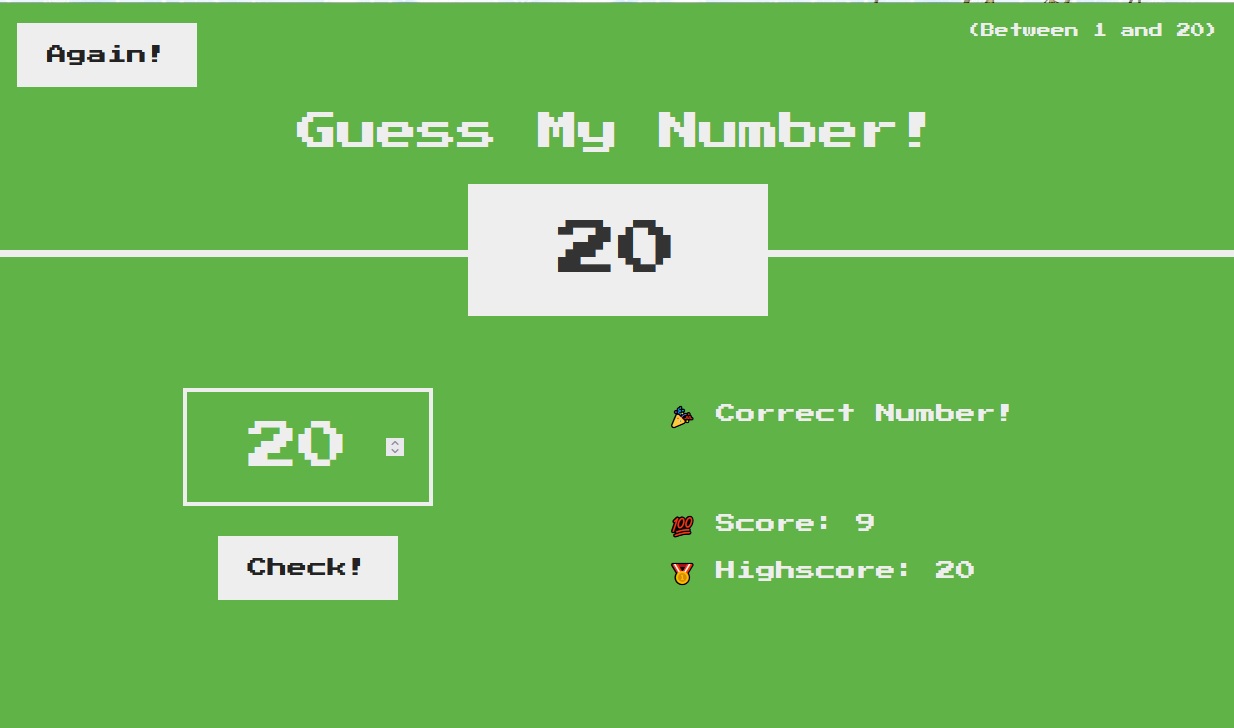 Again!
(Between 1 and 20)
Guess My Number!
20
20
Check!
🎉 Correct Number!
💯 Score: 9
🥇 Highscore: 20